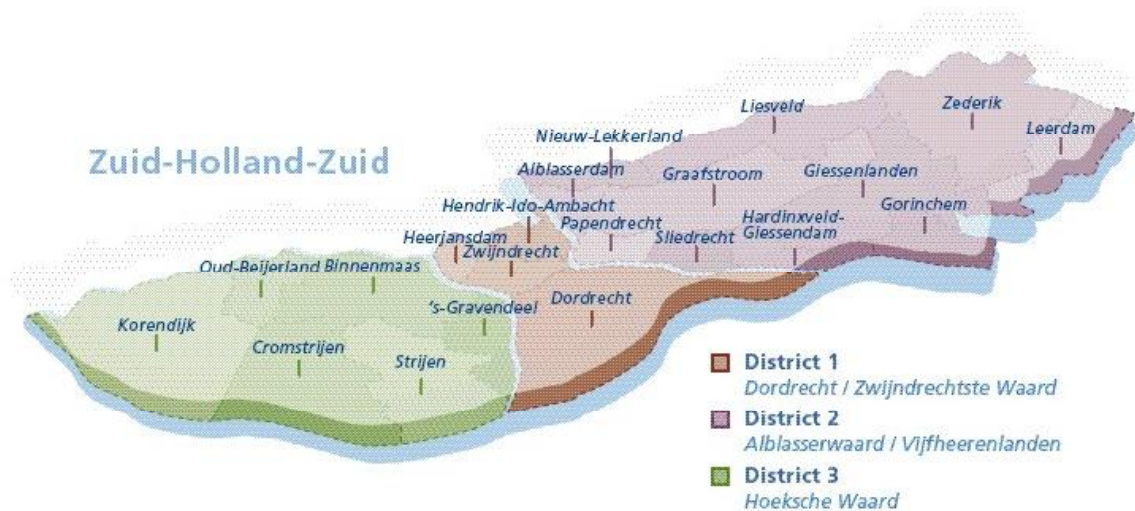 Zuid-Holland-Zuid
Liesveld
Zederik
Nieuw-Lekkerland
Leerdam
Alblasserdam
Graafstroom
Giessenlanden
Hendrik-Ido-Ambacht
Papendrecht
Hardinxveld-
Giessendam
Gorinchem
Heerjansdam
Zwijndrecht
Sliedrecht
Oud-Beijerland
Binnenmaas
's-Gravendeel
Dordrecht
Korendijk
Cromstrijen
Strijen
District 1
Dordrecht / Zwijndrechtste Waard
District 2
Alblasserwaard / Vijfheerenlanden
District 3
Hoeksche Waard